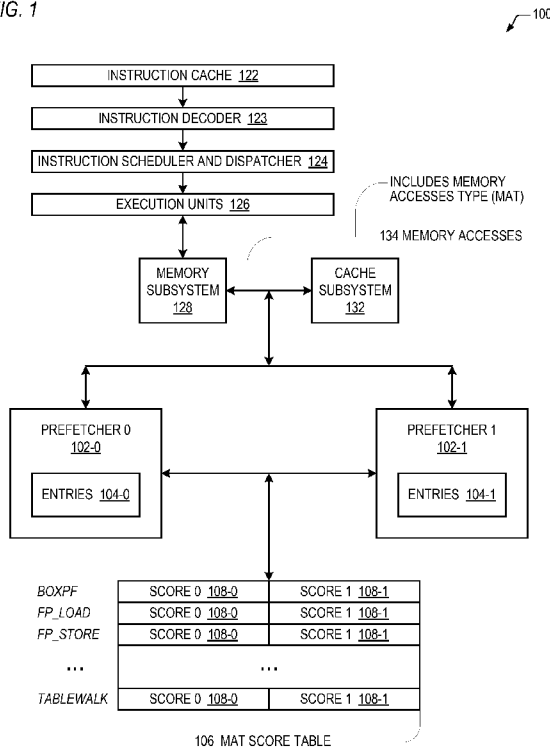 FIG. 1
100
INSTRUCTION CACHE 122
INSTRUCTION DECODER 123
INSTRUCTION SCHEDULER AND DISPATCHER 124
EXECUTION UNITS 126
INCLUDES MEMORY
ACCESSES TYPE (MAT)
134 MEMORY ACCESSES
MEMORY
SUBSYSTEM
128
CACHE
SUBSYSTEM
132
PREFETCHER 0
102-0
ENTRIES 104-0
PREFETCHER 1
102-1
ENTRIES 104-1
BOXPF SCORE 0 108-0 SCORE 1 108-1
FP_LOAD SCORE 0 108-0 SCORE 1 108-1
FP_STORE SCORE 0 108-0 SCORE 1 108-1
... ...
TABLEWALK SCORE 0 108-0 SCORE 1 108-1
106 MAT SCORE TABLE